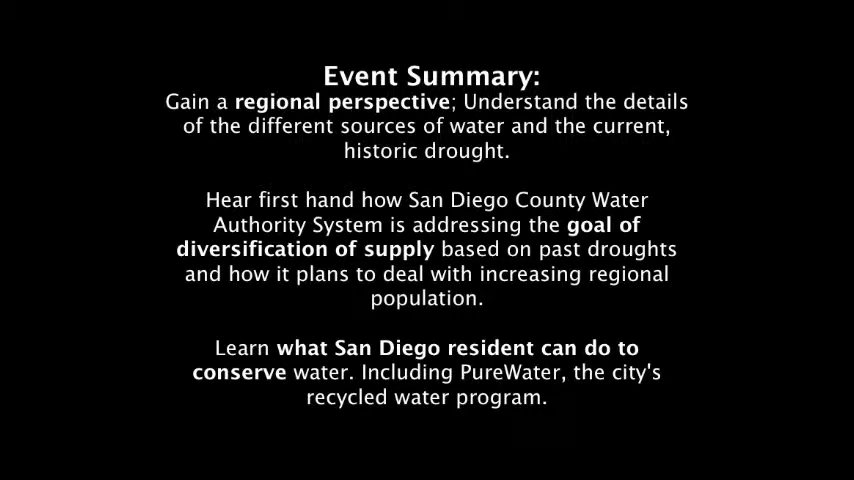 Event Summary:
Gain a regional perspective; Understand the details
of the different sources of water and the current,
historic drought.
Hear first hand how San Diego County Water
Authority System is addressing the goal of
diversification of supply based on past droughts
and how it plans to deal with increasing regional
population.
Learn what San Diego resident can do to
conserve water. Including PureWater, the city's
recycled water program.